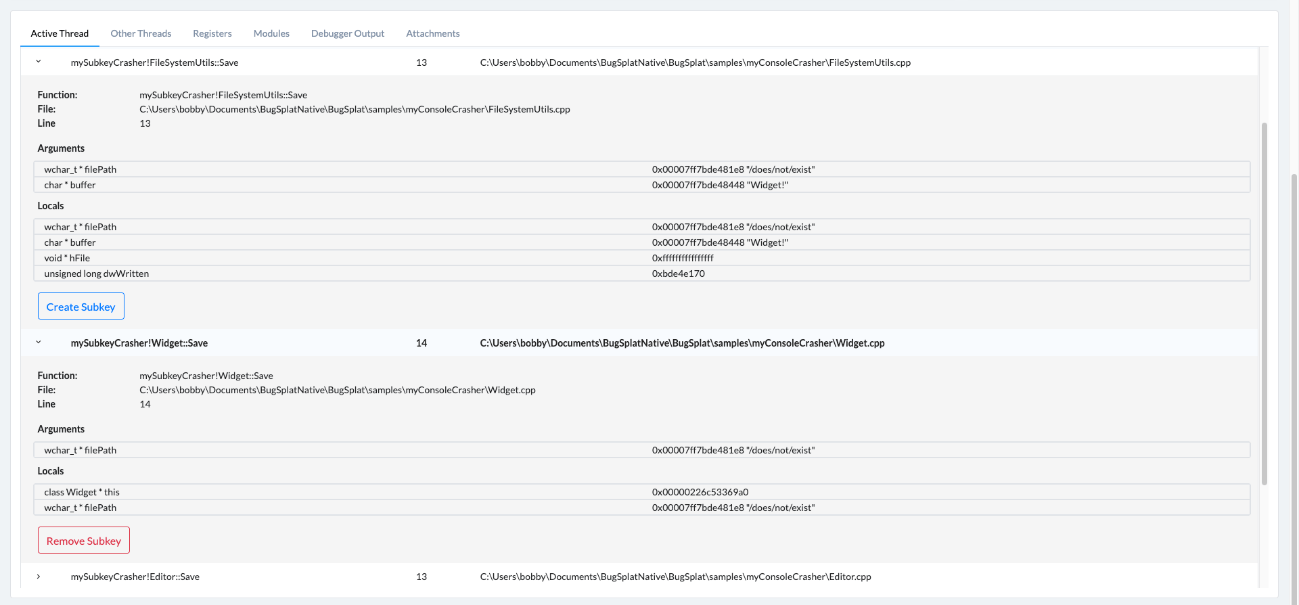 Active Thread Other Threads Registers Modules Debugger Output Attachments
mySubkeyCrasher!FileSystemUtils::Save 13 C:\Users\bobby\Documents\BugSplatNative\BugSplat\samples\myConsoleCrasher\FileSystemUtils.cpp
Function: mySubkeyCrasher!FileSystemUtils::Save
File: C:\Users\bobby\Documents\BugSplatNative\BugSplat\samples\myConsoleCrasher\FileSystemUtils.cpp
Line 13
Arguments
wchar_t * filePath 0x00007ff7bde481e8 "/does/not/exist"
char * buffer 0x00007ff7bde48448 "Widget!"
Locals
wchar_t * filePath 0x00007ff7bde481e8 "/does/not/exist"
char * buffer 0x00007ff7bde48448 "Widget!"
void * hFile 0xffffffffffffffff
unsigned long dwWritten 0xbde4e170
Create Subkey
mySubkeyCrasher!Widget::Save 14 C:\Users\bobby\Documents\BugSplatNative\BugSplat\samples\myConsoleCrasher\Widget.cpp
Function: mySubkeyCrasher!Widget::Save
File: C:\Users\bobby\Documents\BugSplatNative\BugSplat\samples\myConsoleCrasher\Widget.cpp
Line 14
Arguments
wchar_t * filePath 0x00007ff7bde481e8 "/does/not/exist"
Locals
class Widget * this 0x00000226c53369a0
wchar_t * filePath 0x00007ff7bde481e8 "/does/not/exist"
Remove Subkey
mySubkeyCrasher!Editor::Save 13 C:\Users\bobby\Documents\BugSplatNative\BugSplat\samples\myConsoleCrasher\Editor.cpp